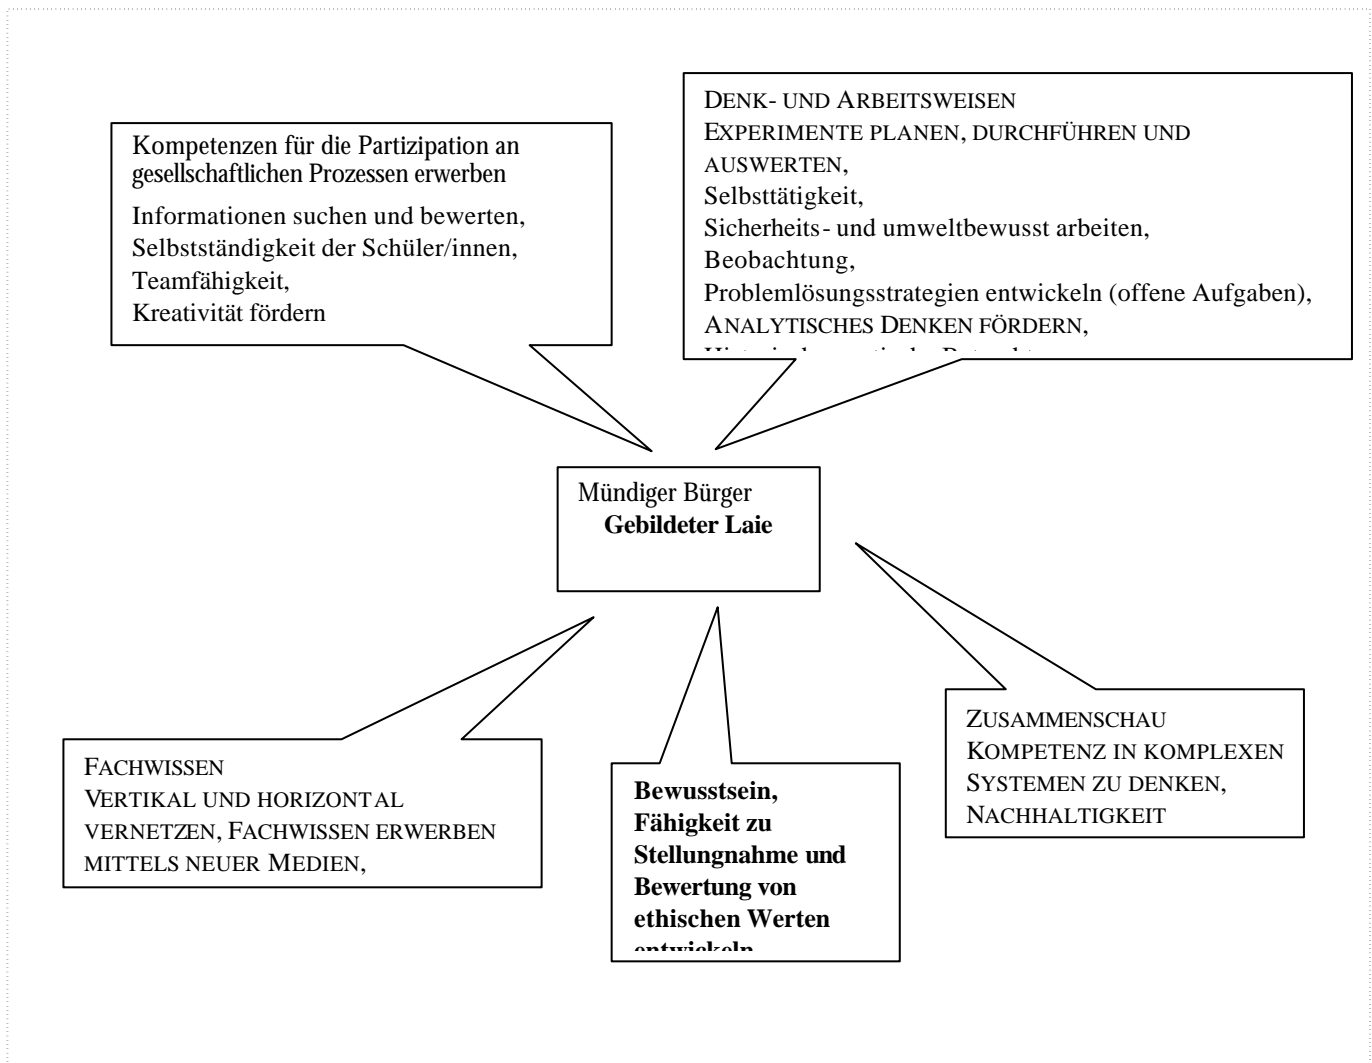 Kompetenzen für die Partizipation an
gesellschaftlichen Prozessen erwerben
Informationen suchen und bewerten,
Selbstständigkeit der Schüler/innen,
Teamfähigkeit,
Kreativität fördern
DENK- UND ARBEITSWEISEN
EXPERIMENTE PLANEN, DURCHFÜHREN UND
AUSWERTEN,
Selbsttätigkeit,
Sicherheits- und umweltbewusst arbeiten,
Beobachtung,
Problemlösungsstrategien entwickeln (offene Aufgaben),
ANALYTISCHES DENKEN FÖRDERN,
Mündiger Bürger
Gebildeter Laie
FACHWISSEN
VERTIKAL UND HORIZONTAL
VERNETZEN, FACHWISSEN ERWERBEN
MITTELS NEUER MEDIEN,
Bewusstsein,
Fähigkeit zu
Stellungnahme und
Bewertung von
ethischen Werten
entwickeln
ZUSAMMENSCHAU
KOMPETENZ IN KOMPLEXEN
SYSTEMEN ZU DENKEN,
NACHHALTIGKEIT